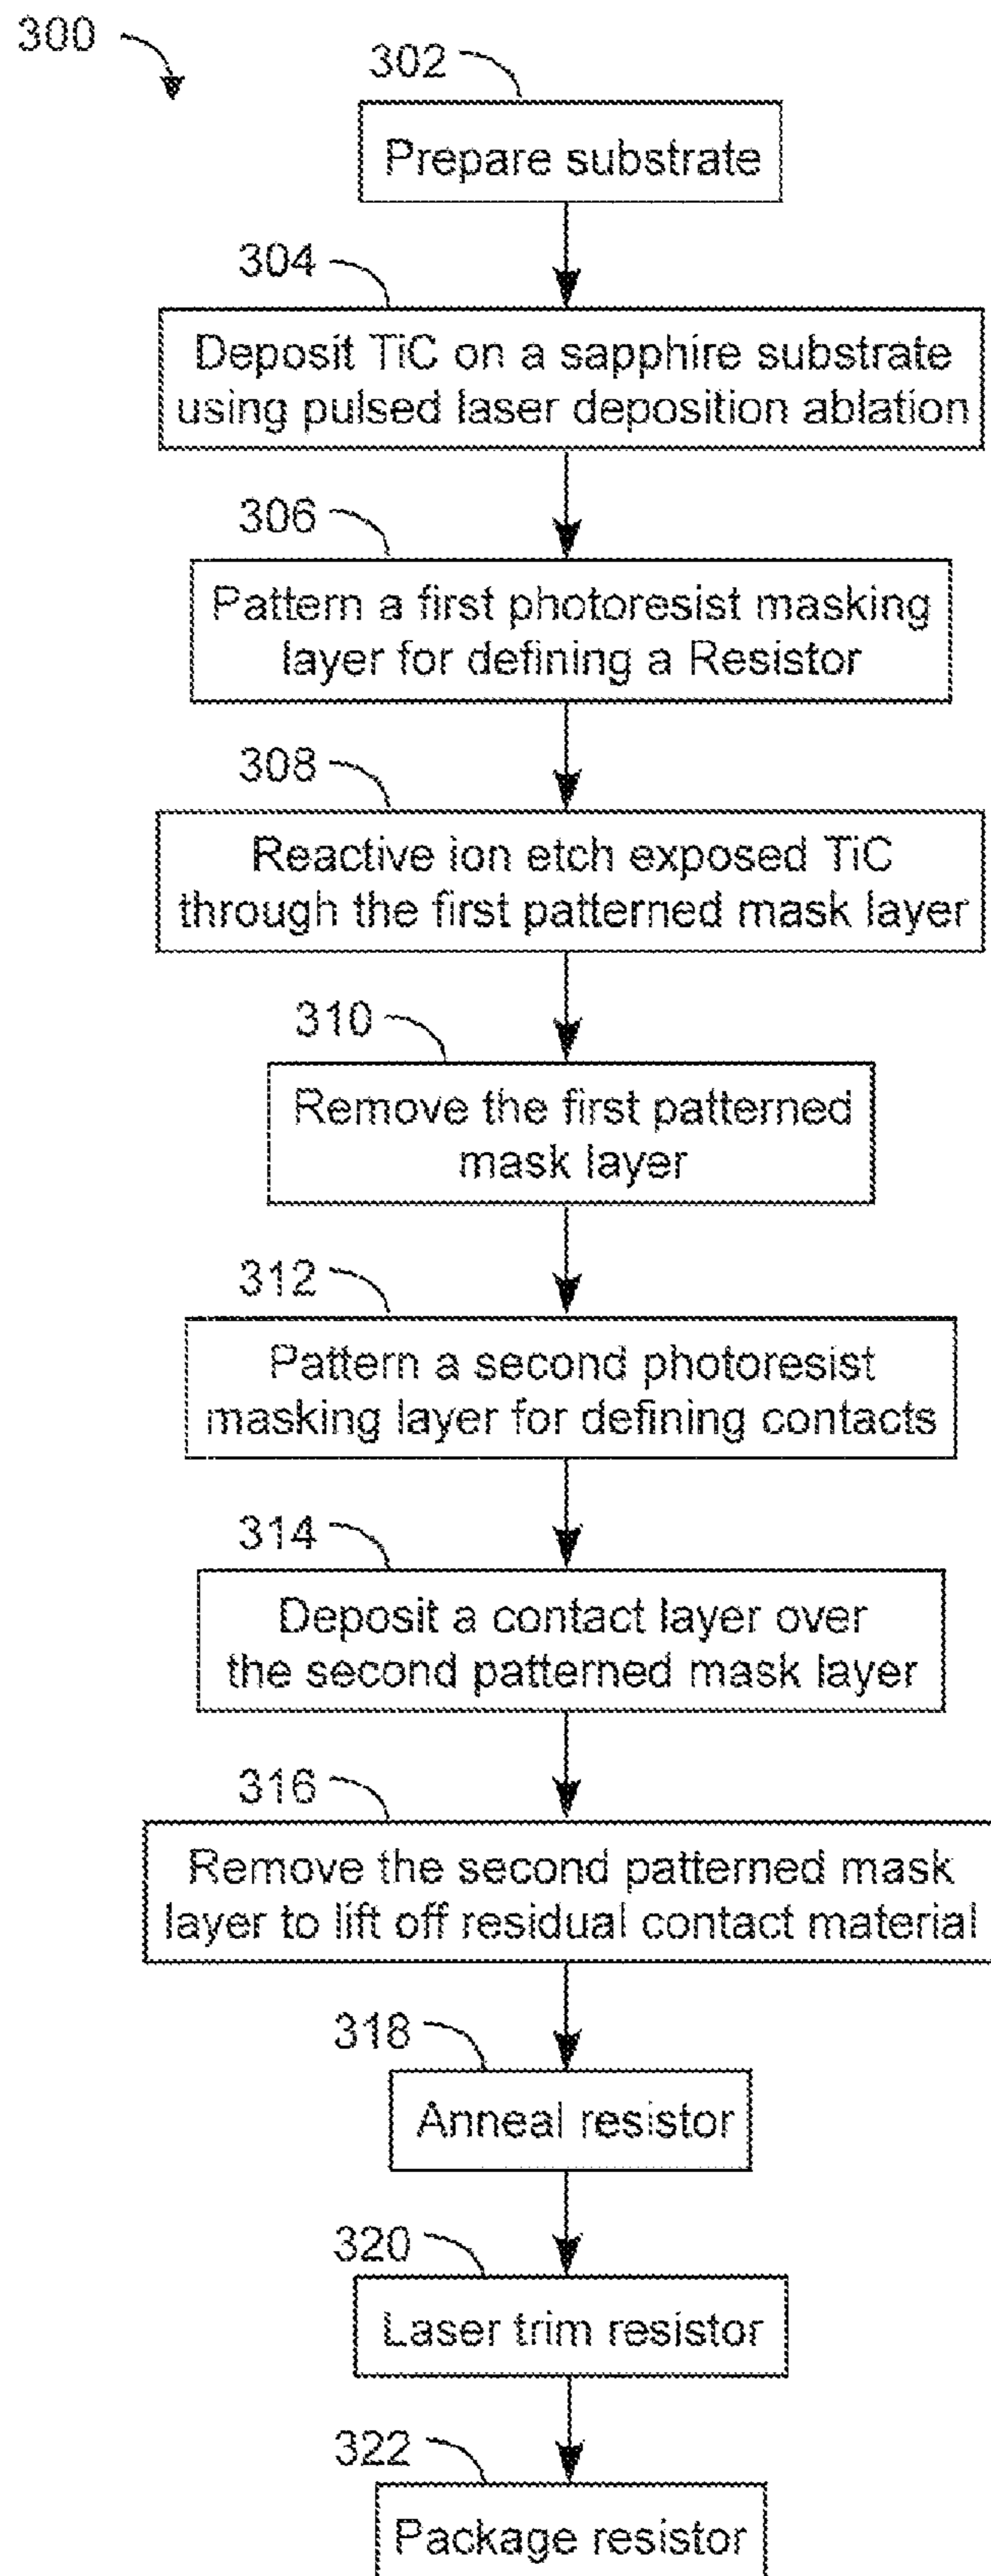 300
302
Prepare substrate
304
Deposit TiC on a sapphire substrate
using pulsed laser deposition ablation
306
Pattern a first photoresist masking
layer for defining a Resistor
308
Reactive ion etch exposed TiC
through the first patterned mask layer
310
Remove the first patterned
mask layer
312
Pattern a second photoresist
masking layer for defining contacts
314
Deposit a contact layer over
the second patterned mask layer
316
Remove the second patterned mask
layer to lift off residual contact material
318
Anneal resistor
320
Laser trim resistor
322
Package resistor